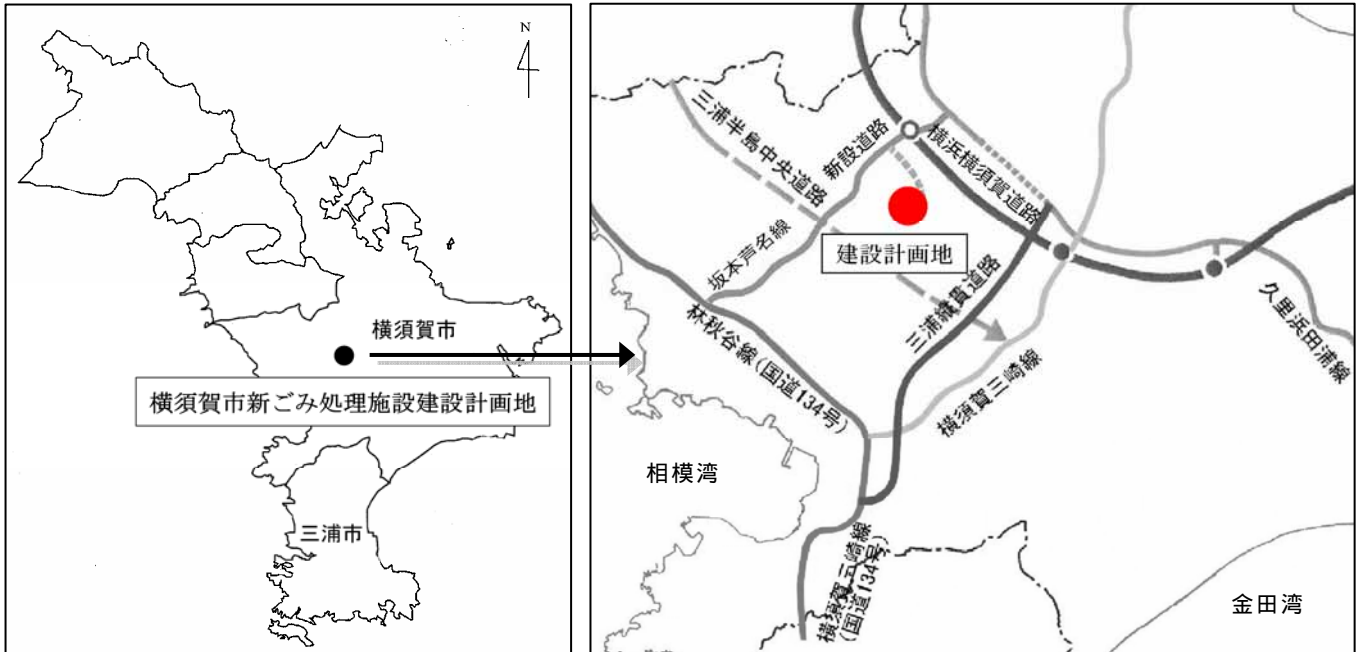 N
横須賀市
横須賀市新ごみ処理施設建設計画地
三浦市
三浦半島中央道路
新設道路
横浜横須賀道路
建設計画地
坂本芦名線
三浦縦貫道路
林秋谷線(国道134号)
久里浜田浦線
横須賀三崎線
相模湾
横須賀三崎線
(国道134号)
金田湾